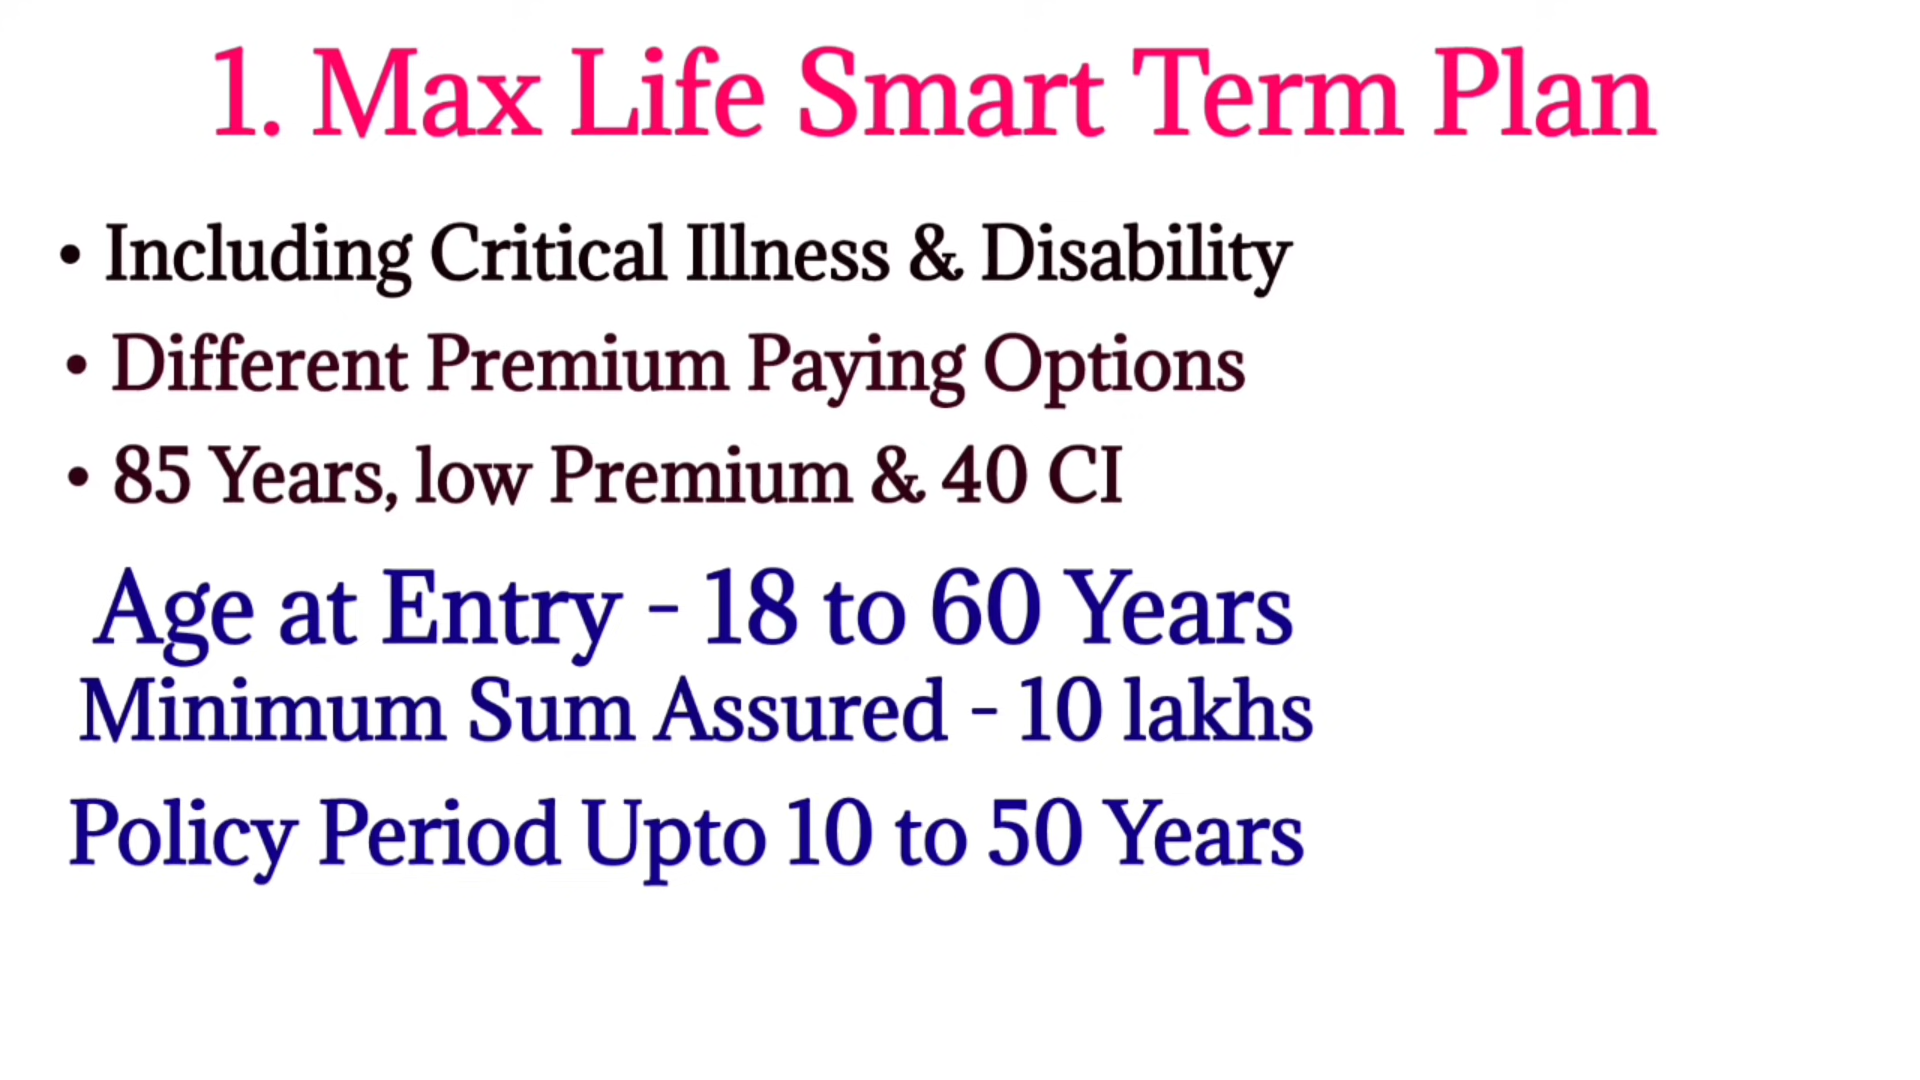 1. Max Life Smart Term Plan
• Including Critical Illness & Disability
• Different Premium Paying Options
• 85 Years, low Premium & 40 CI
Age at Entry - 18 to 60 Years
Minimum Sum Assured - 10 lakhs
Policy Period Upto 10 to 50 Years